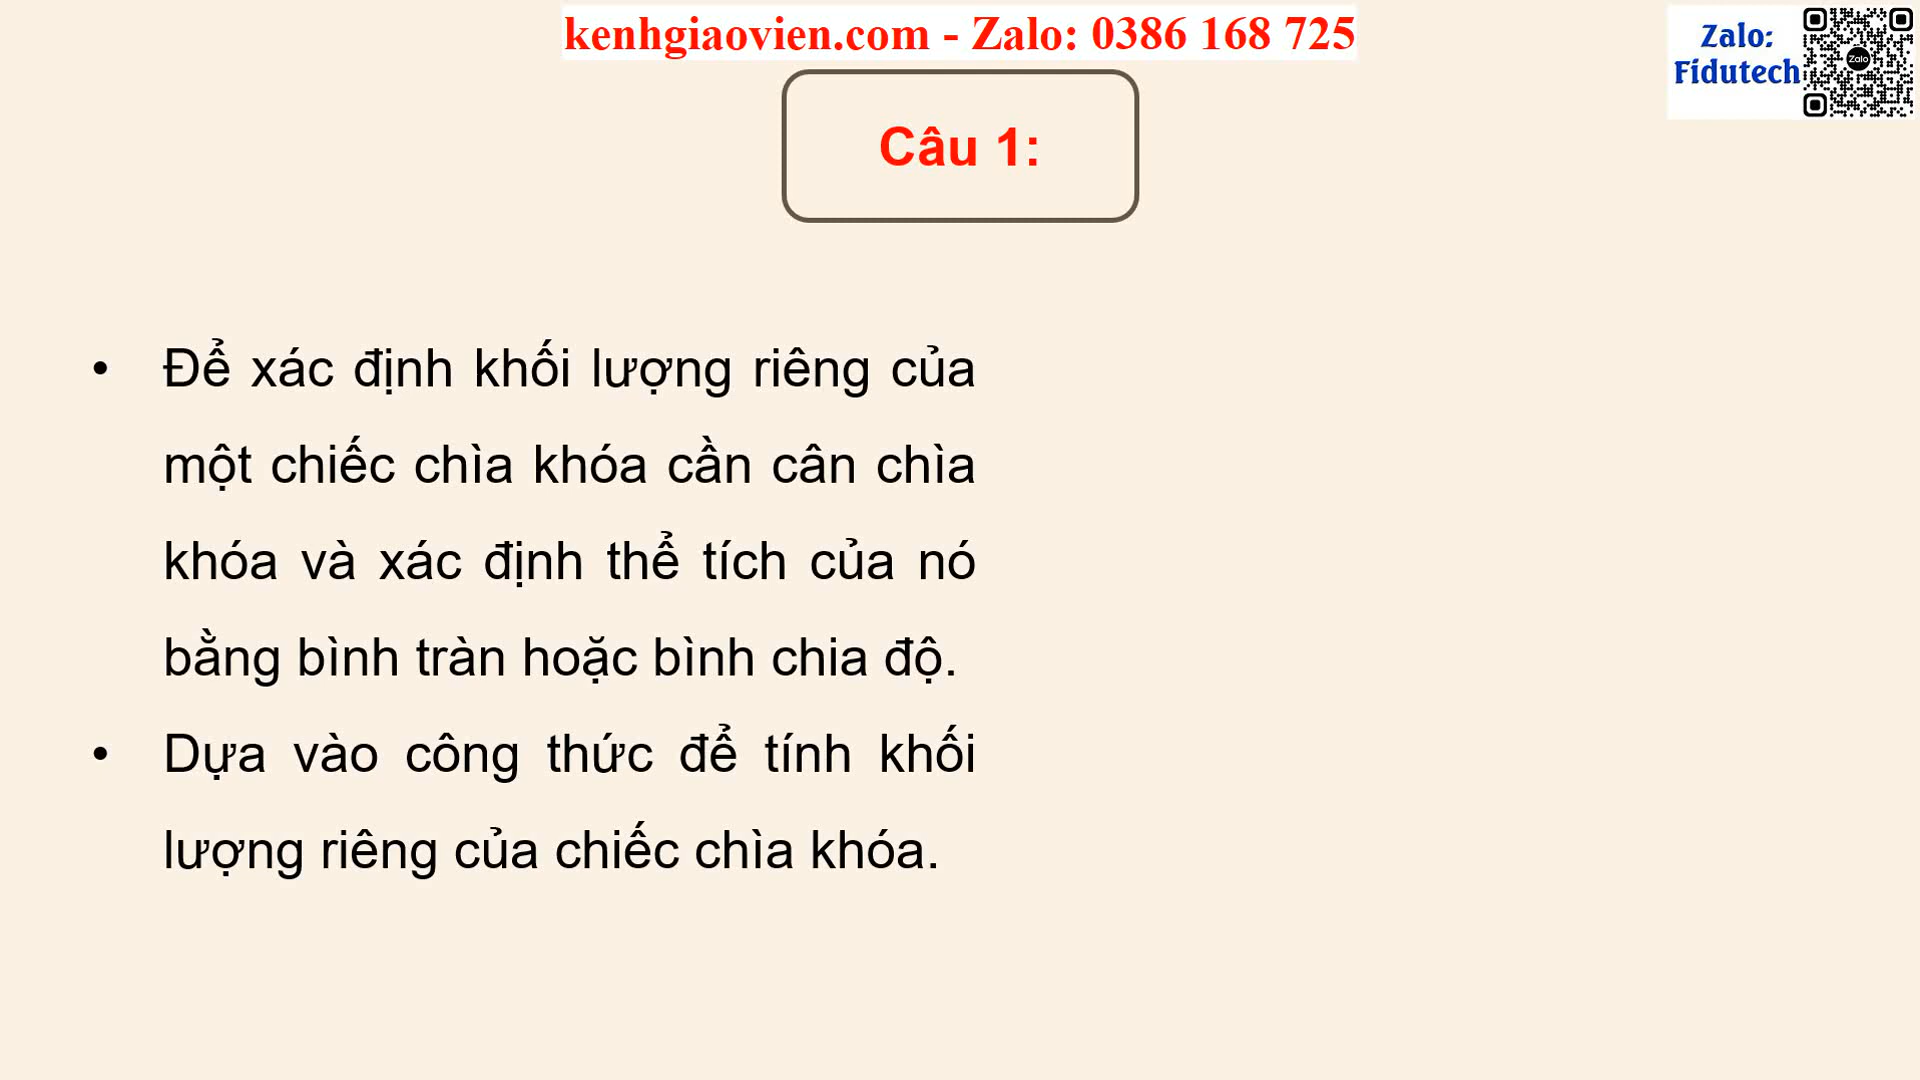 kenhgiaovien.com - Zalo: 0386 168 725
Zalo:
Fidutech
Zalo
Câu 1:
• Để xác định khối lượng riêng của
một chiếc chìa khóa cần cân chìa
khóa và xác định thể tích của nó
bằng bình tràn hoặc bình chia độ.
• Dựa vào công thức để tính khối
lượng riêng của chiếc chìa khóa.